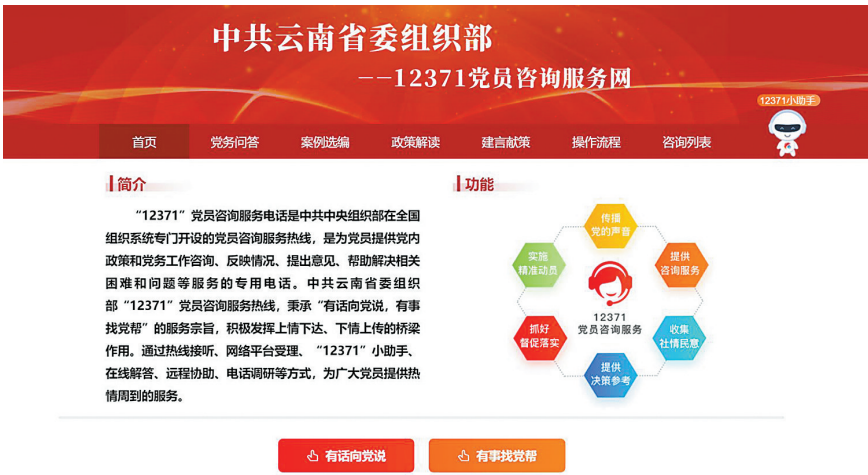 中共云南省委组织部
——12371党员咨询服务网
12371小助手
首页 党务问答 案例选编 政策解读 建言献策 操作流程 咨询列表
简介
“12371”党员咨询服务电话是中共中央组织部在全国
组织系统专门开设的党员咨询服务热线，是为党员提供党内
政策和党务工作咨询、反映情况、提出意见、帮助解决相关
困难和问题等服务的专用电话。中共云南省委组织
部“12371”党员咨询服务热线，秉承“有话向党说，有事
找党帮”的服务宗旨，积极发挥上情下达、下情上传的桥梁
作用。通过热线接听、网络平台受理、“12371”小助手、
在线解答、远程协助、电话调研等方式，为广大党员提供热
情周到的服务。
功能
传播
党的声音
提供
咨询服务
收集
社情民意
提供
决策参考
抓好
督促落实
实施
精准动员
12371
党员咨询服务
有话向党说
有事找党帮